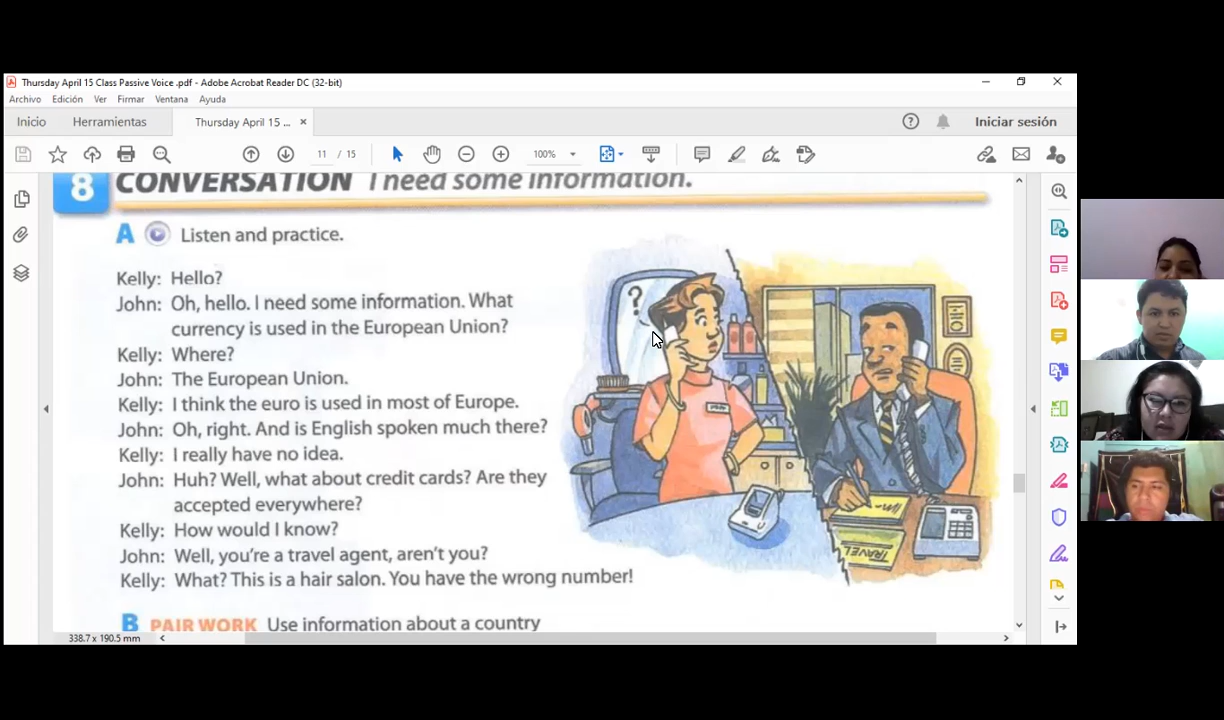 Thursday April 15 Class Passive Voice .pdf - Adobe Acrobat Reader DC (32-bit)
Archivo Edición Ver Firmar Ventana Ayuda
Inicio Herramientas Thursday April 15 ... × Iniciar sesión
11 / 15 100%
8 CONVERSATION I need some information.
A Listen and practice.
Kelly: Hello?
John: Oh, hello. I need some information. What
currency is used in the European Union?
Kelly: Where?
John: The European Union.
Kelly: I think the euro is used in most of Europe.
John: Oh, right. And is English spoken much there?
Kelly: I really have no idea.
John: Huh? Well, what about credit cards? Are they
accepted everywhere?
Kelly: How would I know?
John: Well, you're a travel agent, aren't you?
Kelly: What? This is a hair salon. You have the wrong number!
?
TRAVEL
B PAIR WORK Use information about a country
338.7 x 190.5 mm